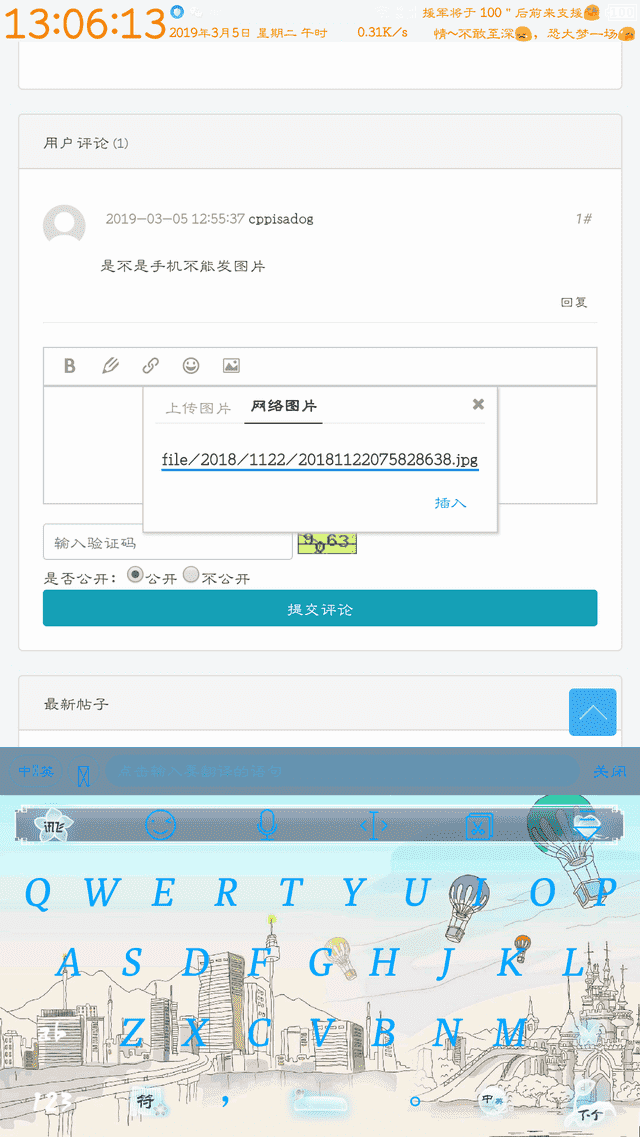 援军将于 100 " 后前来支援
13:06:13
2019年3月5日 星期二 午时
0.31K/s
情~不敢至深, 恐大梦一场
用户评论 (1)
2019-03-05 12:55:37 cppisadog
1#
是不是手机不能发图片
回复
B
上传图片 网络图片
file/2018/1122/20181122075828638.jpg
插入
输入验证码
是否公开: 公开 不公开
提交评论
最新帖子
中 英
关闭
讯飞
Q W E R T Y U I O P
A S D F G H J K L
Z X C V B N M
123 符 , 。 中英 下个